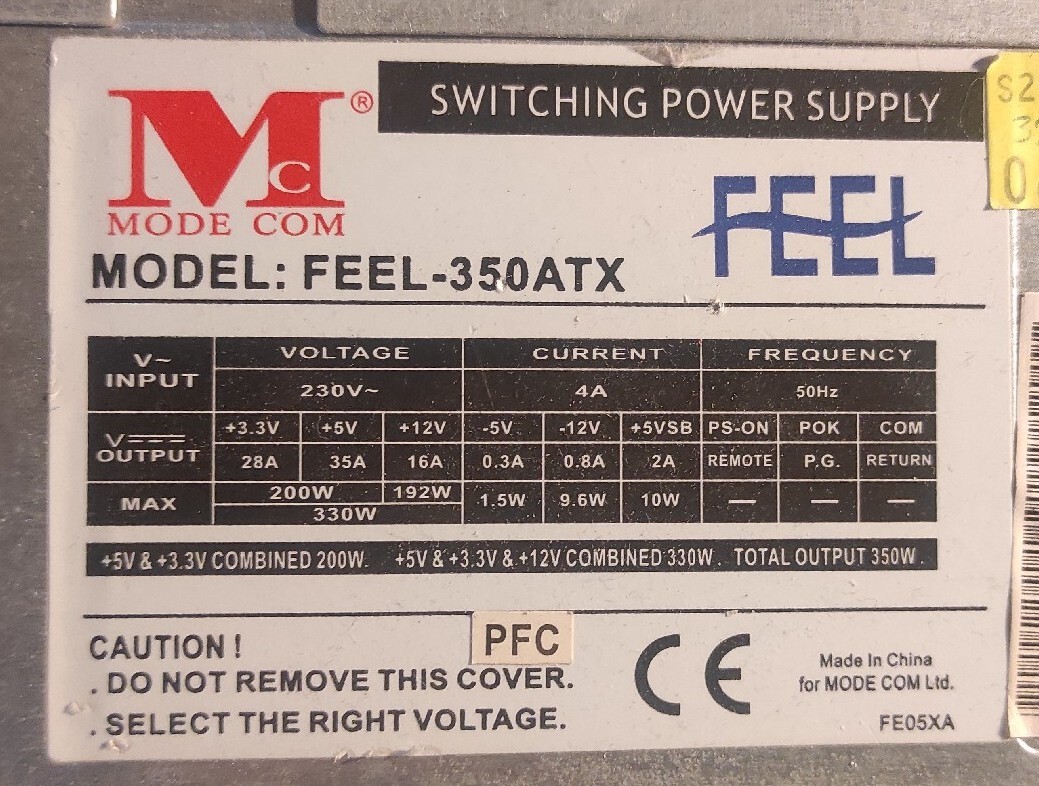 SWITCHING POWER SUPPLY
S2
Mc®
MODE COM
FEEL
MODEL: FEEL-350ATX
V~ INPUT VOLTAGE CURRENT FREQUENCY
230V~ 4A 50Hz
V⎓ OUTPUT +3.3V +5V +12V -5V -12V +5VSB PS-ON POK COM
28A 35A 16A 0.3A 0.8A 2A REMOTE P.G. RETURN
MAX 200W 192W 1.5W 9.6W 10W — — —
330W
+5V & +3.3V COMBINED 200W. +5V & +3.3V & +12V COMBINED 330W. TOTAL OUTPUT 350W.
CAUTION !
PFC
. DO NOT REMOVE THIS COVER.
. SELECT THE RIGHT VOLTAGE.
CE
Made In China
for MODE COM Ltd.
FE05XA